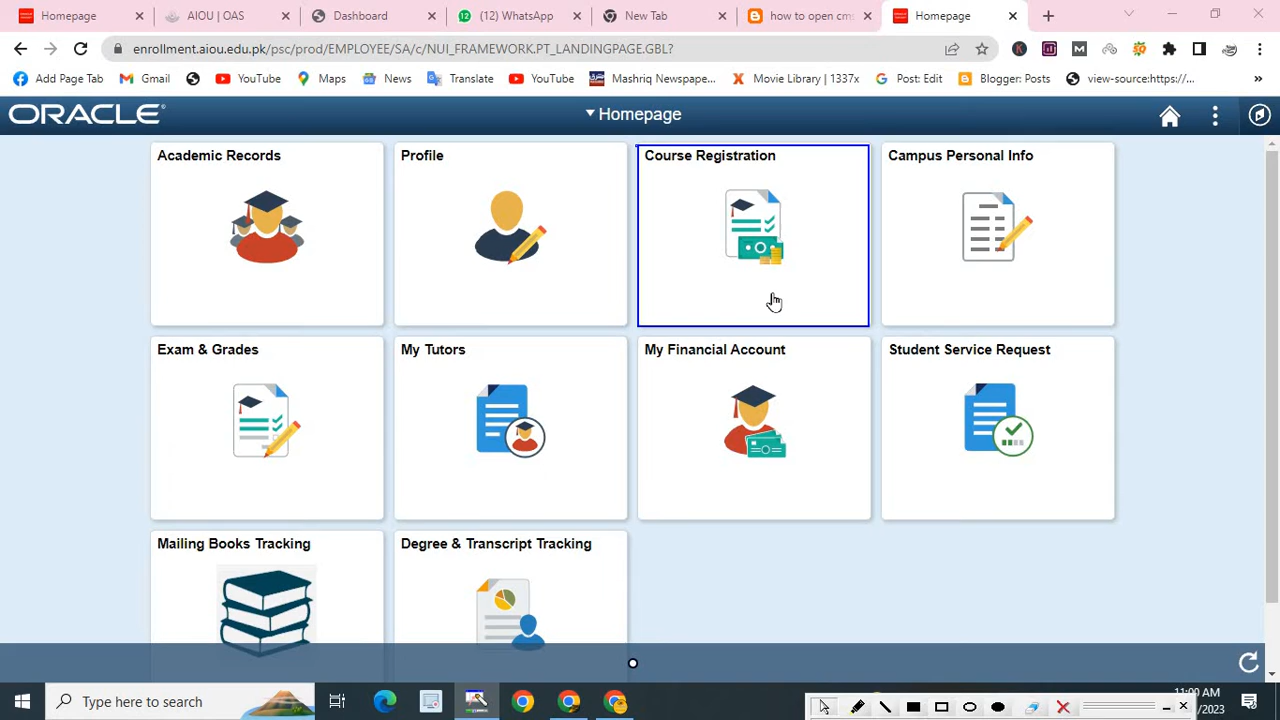 Homepage
AIOU | OAS
Dashboard
(12) WhatsApp
New Tab
how to open cm
Homepage
enrollment.aiou.edu.pk/psc/prod/EMPLOYEE/SA/c/NUI_FRAMEWORK.PT_LANDINGPAGE.GBL?
Add Page Tab
Gmail
YouTube
Maps
News
Translate
YouTube
Mashriq Newspape...
Movie Library | 1337x
Post: Edit
Blogger: Posts
view-source:https://...
»
ORACLE
Homepage
Academic Records
Profile
Course Registration
Campus Personal Info
Exam & Grades
My Tutors
My Financial Account
Student Service Request
Mailing Books Tracking
Degree & Transcript Tracking
Type here to search
11:00 AM
/2023